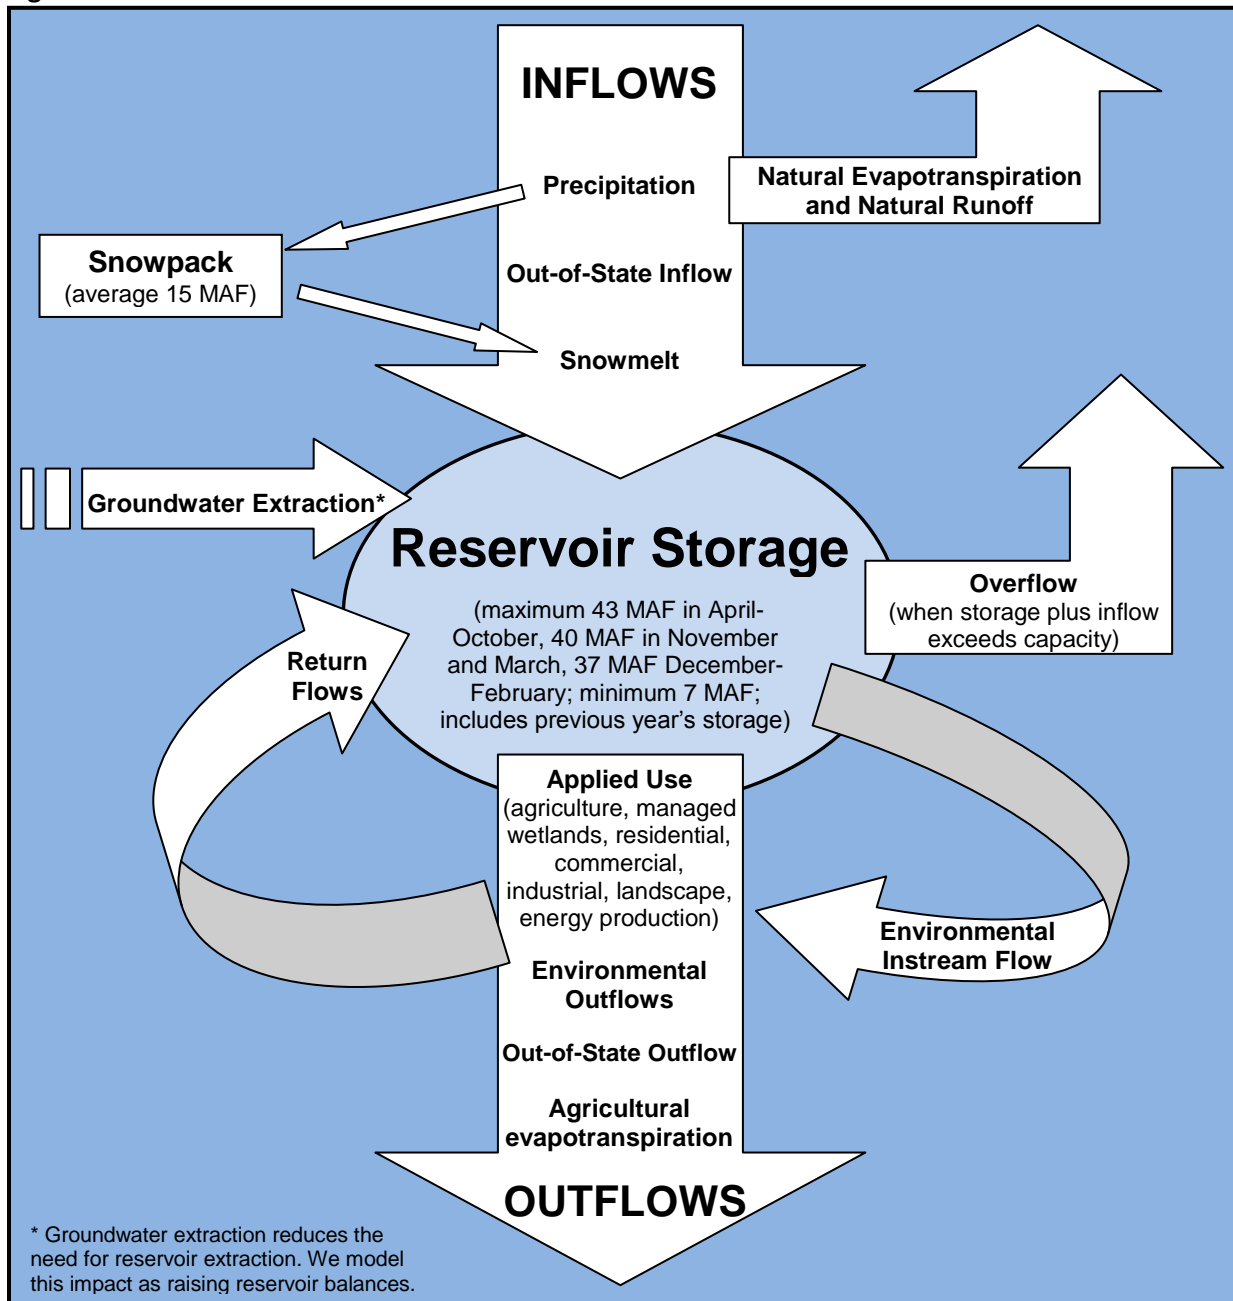 INFLOWS
Precipitation
Natural Evapotranspiration
and Natural Runoff
Snowpack
(average 15 MAF)
Out-of-State Inflow
Snowmelt
Groundwater Extraction*
Reservoir Storage
(maximum 43 MAF in April-
October, 40 MAF in November
and March, 37 MAF December-
February; minimum 7 MAF;
includes previous year's storage)
Overflow
(when storage plus inflow
exceeds capacity)
Return
Flows
Applied Use
(agriculture, managed
wetlands, residential,
commercial,
industrial, landscape,
energy production)
Environmental
Instream Flow
Environmental
Outflows
Out-of-State Outflow
Agricultural
evapotranspiration
OUTFLOWS
* Groundwater extraction reduces the
need for reservoir extraction. We model
this impact as raising reservoir balances.